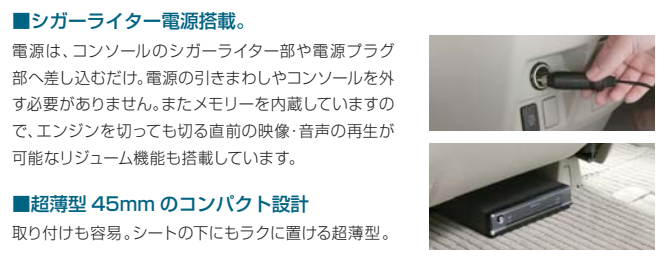 ■シガーライター電源搭載。
電源は、コンソールのシガーライター部や電源プラグ
部へ差し込むだけ。電源の引きまわしやコンソールを外
す必要がありません。またメモリーを内蔵していますの
で、エンジンを切っても切る直前の映像・音声の再生が
可能なリジューム機能も搭載しています。
■超薄型 45mm のコンパクト設計
取り付けも容易。シートの下にもラクに置ける超薄型。